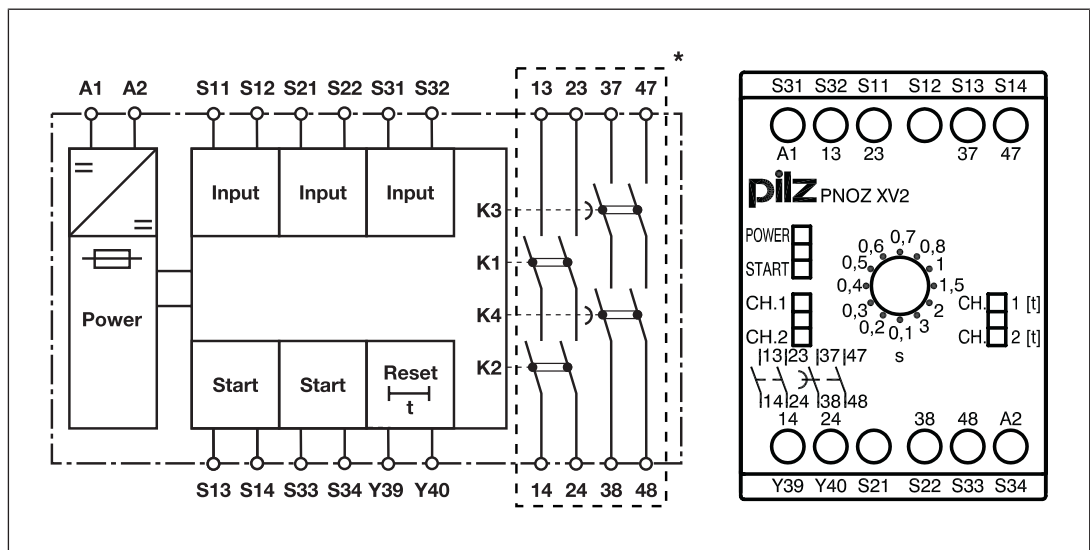 *
A1 A2 S11 S12 S21 S22 S31 S32 13 23 37 47
Input Input Input
K3
K1
Power
K4
K2
Start Start Reset
t
S13 S14 S33 S34 Y39 Y40 14 24 38 48
S31 S32 S11 S12 S13 S14
A1 13 23 37 47
pilz PNOZ XV2
POWER
START
CH.1
CH.2
0,1 0,2 0,3 0,4 0,5 0,6 0,7 0,8 1 1,5 2 3
s
CH. 1 [t]
CH. 2 [t]
13 23 37 47
14 24 38 48
14 24 38 48 A2
Y39 Y40 S21 S22 S33 S34